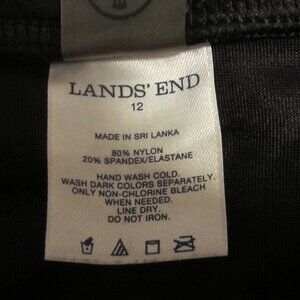 LANDS' END
12
MADE IN SRI LANKA
80% NYLON
20% SPANDEX/ELASTANE
HAND WASH COLD.
WASH DARK COLORS SEPARATELY.
ONLY NON-CHLORINE BLEACH
WHEN NEEDED.
LINE DRY.
DO NOT IRON.